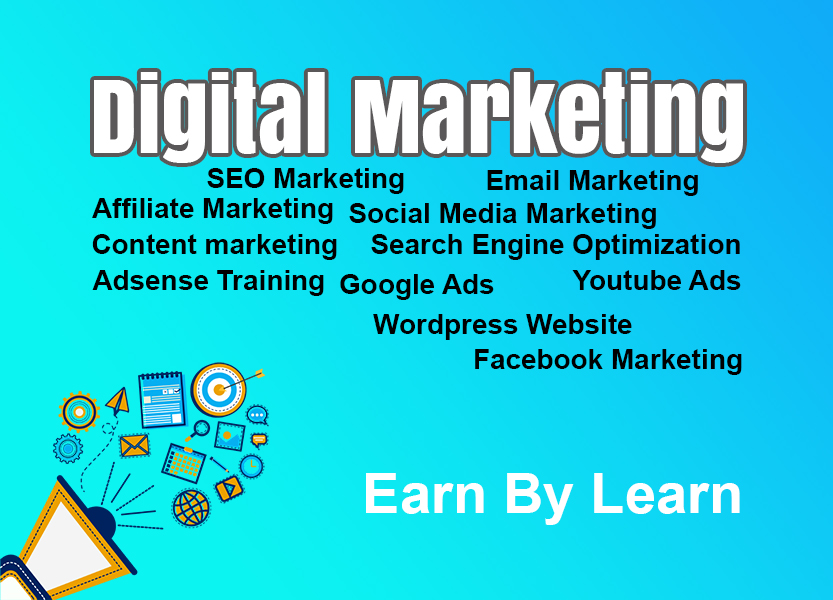 Digital Marketing
SEO Marketing Email Marketing
Affiliate Marketing Social Media Marketing
Content marketing Search Engine Optimization
Adsense Training Google Ads Youtube Ads
Wordpress Website
Facebook Marketing
Earn By Learn